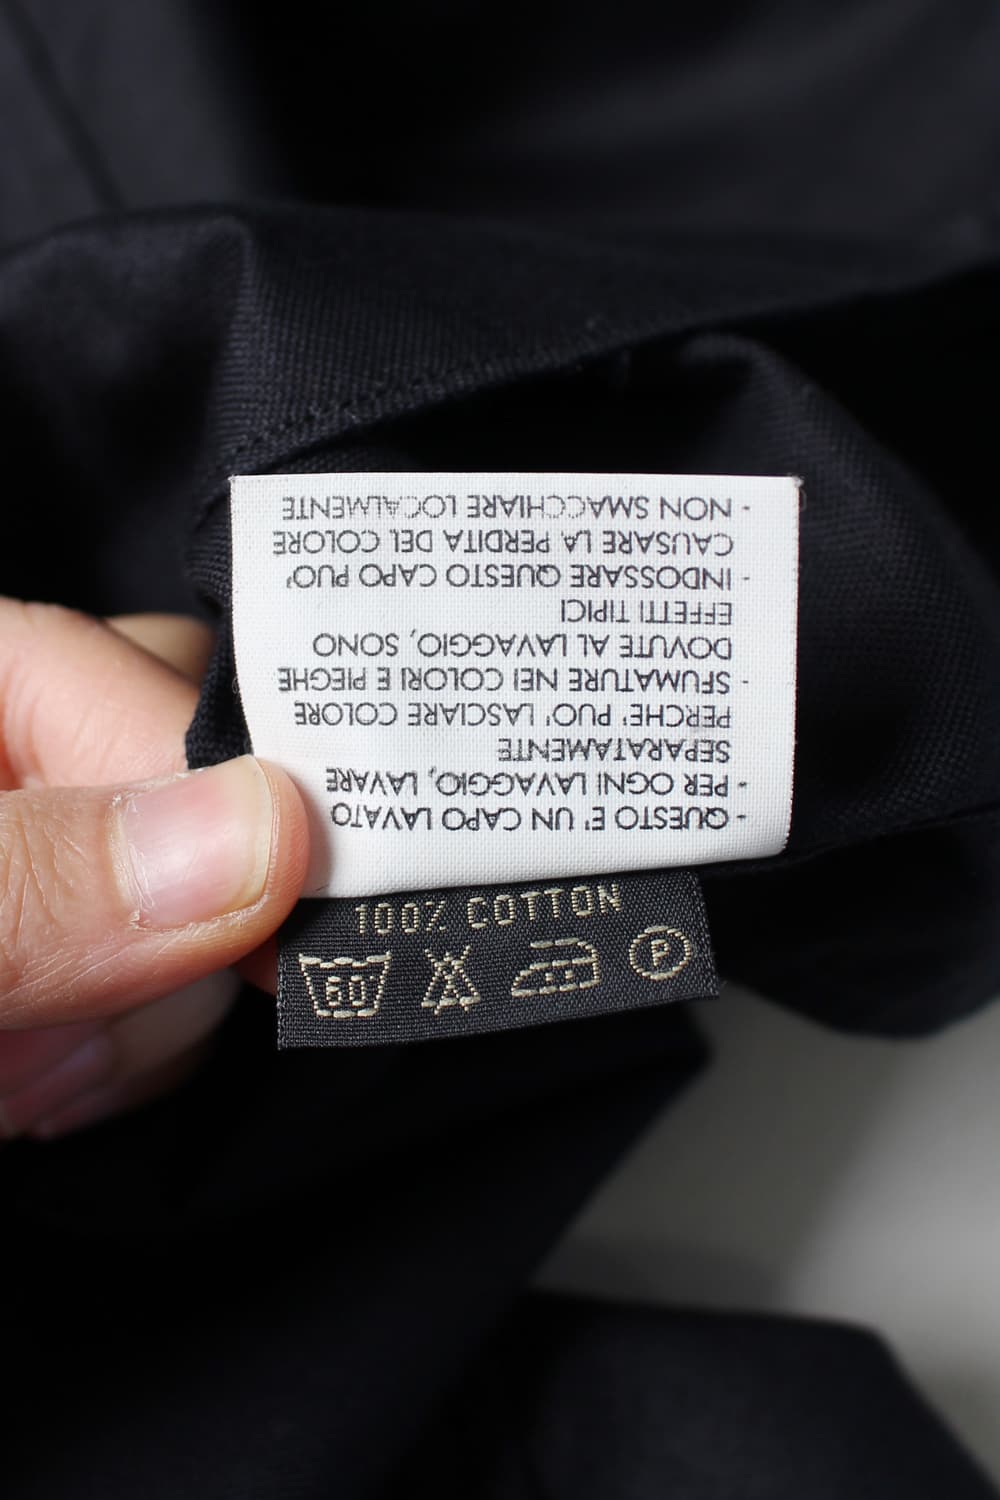 - QUESTO E' UN CAPO LAVATO
- PER OGNI LAVAGGIO, LAVARE
SEPARATAMENTE
PERCHE' PUO' LASCIARE COLORE
- SFUMATURE NEI COLORI E PIEGHE
DOVUTE AL LAVAGGIO, SONO
EFFETTI TIPICI
- INDOSSARE QUESTO CAPO PUO'
CAUSARE LA PERDITA DEL COLORE
- NON SMACCHIARE LOCALMENTE
100% COTTON
60° P